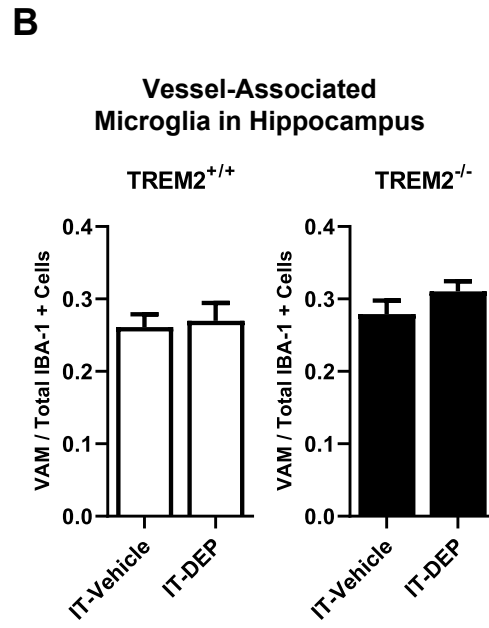 B
Vessel-Associated
Microglia in Hippocampus
TREM2+/+
VAM / Total IBA-1 + Cells
0.4
0.3
0.2
0.1
0.0
IT-Vehicle
IT-DEP
TREM2-/-
VAM / Total IBA-1 + Cells
0.4
0.3
0.2
0.1
0.0
IT-Vehicle
IT-DEP